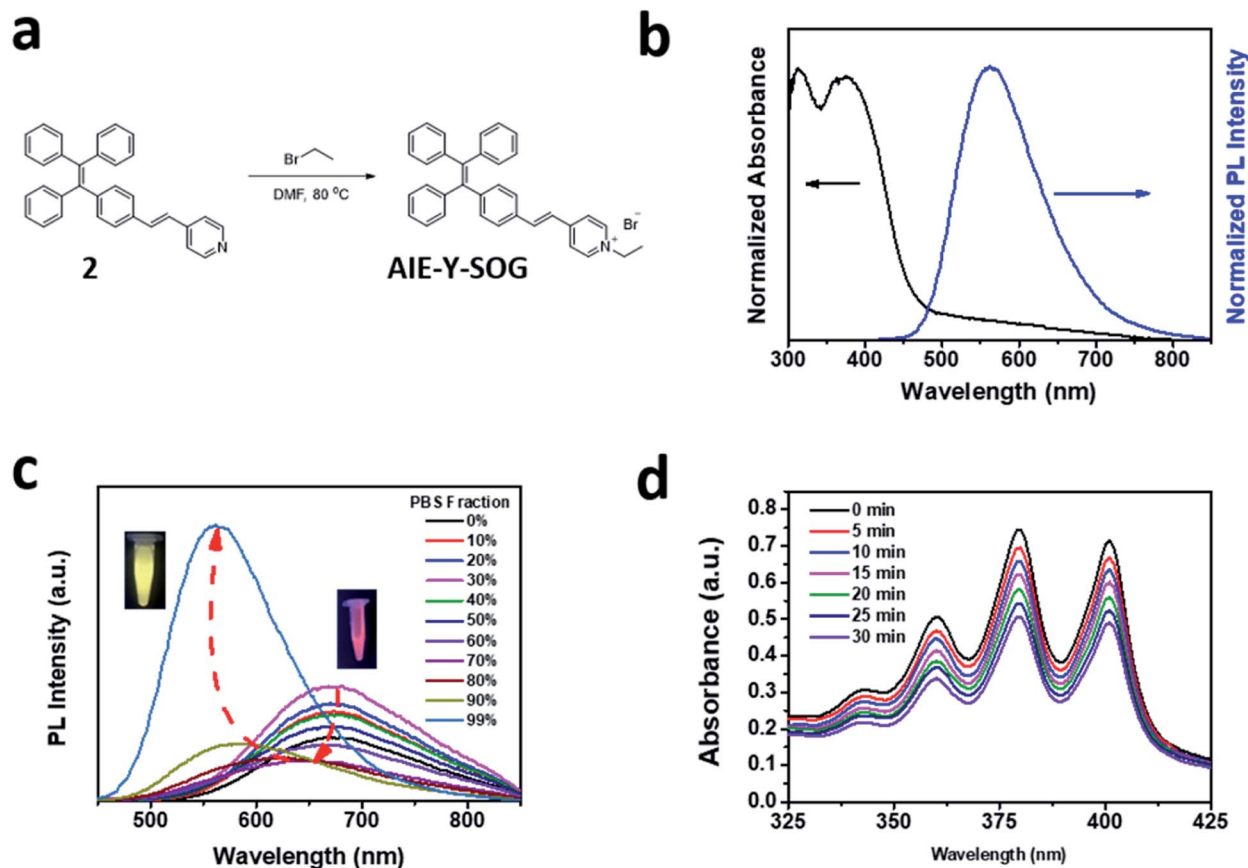 a
Br
DMF, 80 ⁰C
N
Br⁻
N⁺
2
AIE-Y-SOG
b
Normalized Absorbance
Normalized PL Intensity
300 400 500 600 700 800
Wavelength (nm)
c
PL Intensity (a.u.)
PBS Fraction
0%
10%
20%
30%
40%
50%
60%
70%
80%
90%
99%
500 600 700 800
Wavelength (nm)
d
Absorbance (a.u.)
0.8
0.7
0.6
0.5
0.4
0.3
0.2
0.1
0.0
0 min
5 min
10 min
15 min
20 min
25 min
30 min
325 350 375 400 425
Wavelength (nm)